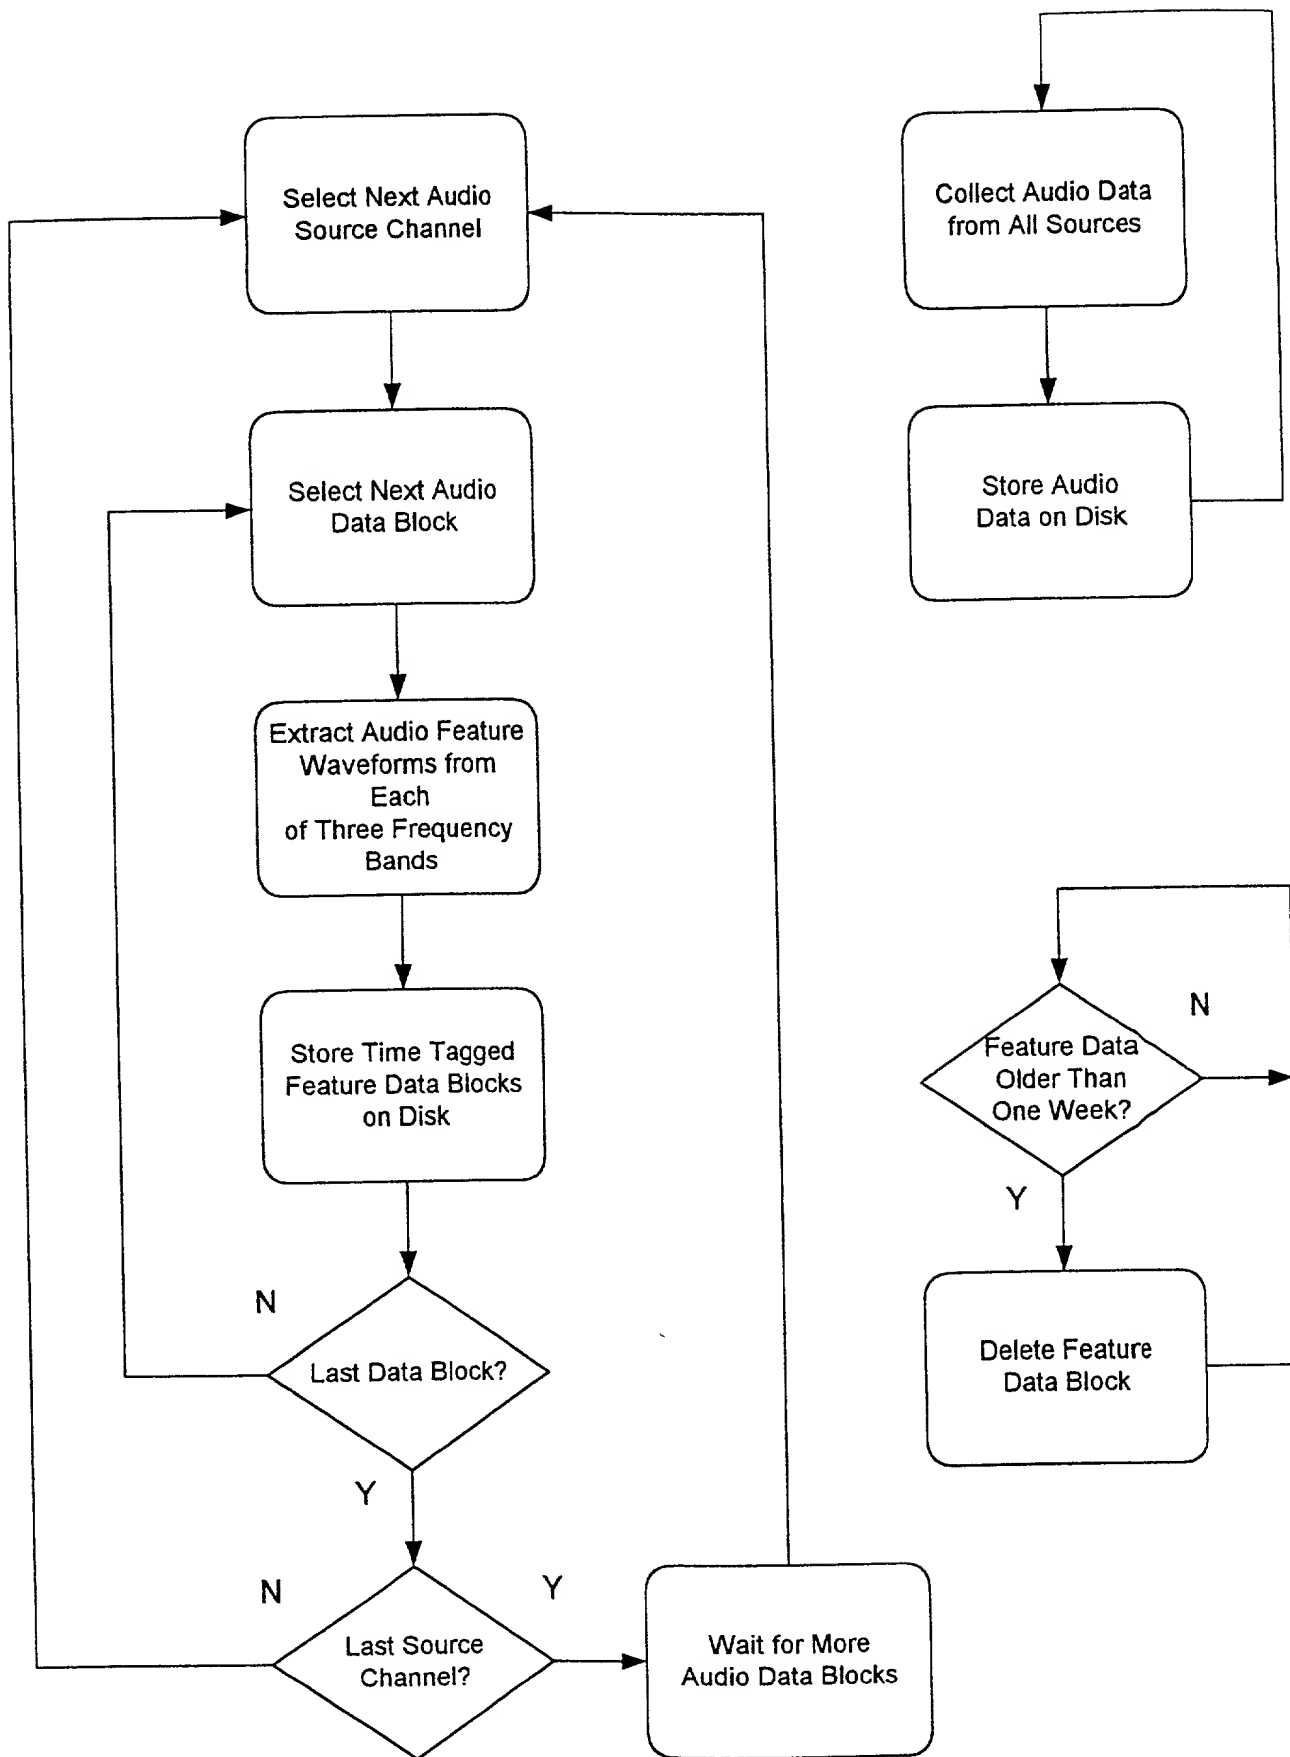 Select Next Audio
Source Channel
Select Next Audio
Data Block
Extract Audio Feature
Waveforms from
Each
of Three Frequency
Bands
Store Time Tagged
Feature Data Blocks
on Disk
N
Last Data Block?
Y
N
Last Source
Channel?
Y
Wait for More
Audio Data Blocks
Collect Audio Data
from All Sources
Store Audio
Data on Disk
N
Feature Data
Older Than
One Week?
Y
Delete Feature
Data Block